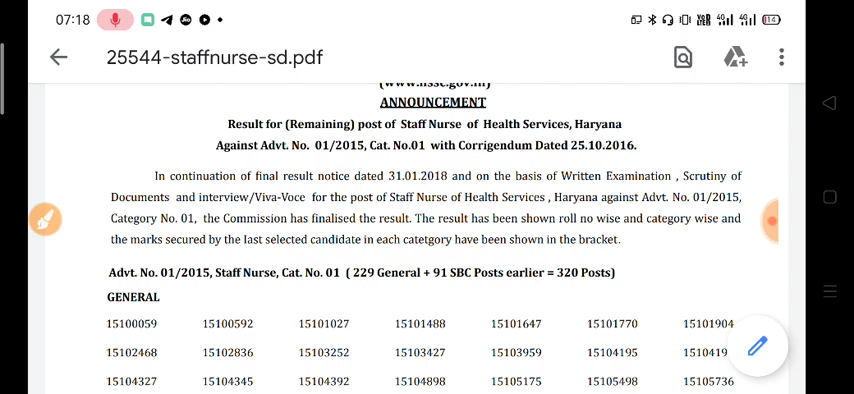 07:18
25544-staffnurse-sd.pdf
ANNOUNCEMENT
Result for (Remaining) post of Staff Nurse of Health Services, Haryana
Against Advt. No. 01/2015, Cat. No.01 with Corrigendum Dated 25.10.2016.
In continuation of final result notice dated 31.01.2018 and on the basis of Written Examination , Scrutiny of
Documents and interview/Viva-Voce for the post of Staff Nurse of Health Services , Haryana against Advt. No. 01/2015,
Category No. 01, the Commission has finalised the result. The result has been shown roll no wise and category wise and
the marks secured by the last selected candidate in each catetgory have been shown in the bracket.
Advt. No. 01/2015, Staff Nurse, Cat. No. 01 ( 229 General + 91 SBC Posts earlier = 320 Posts)
GENERAL
15100059 15100592 15101027 15101488 15101647 15101770 15101904
15102468 15102836 15103252 15103427 15103959 15104195
15104327 15104345 15104392 15104898 15105175 15105498 15105736